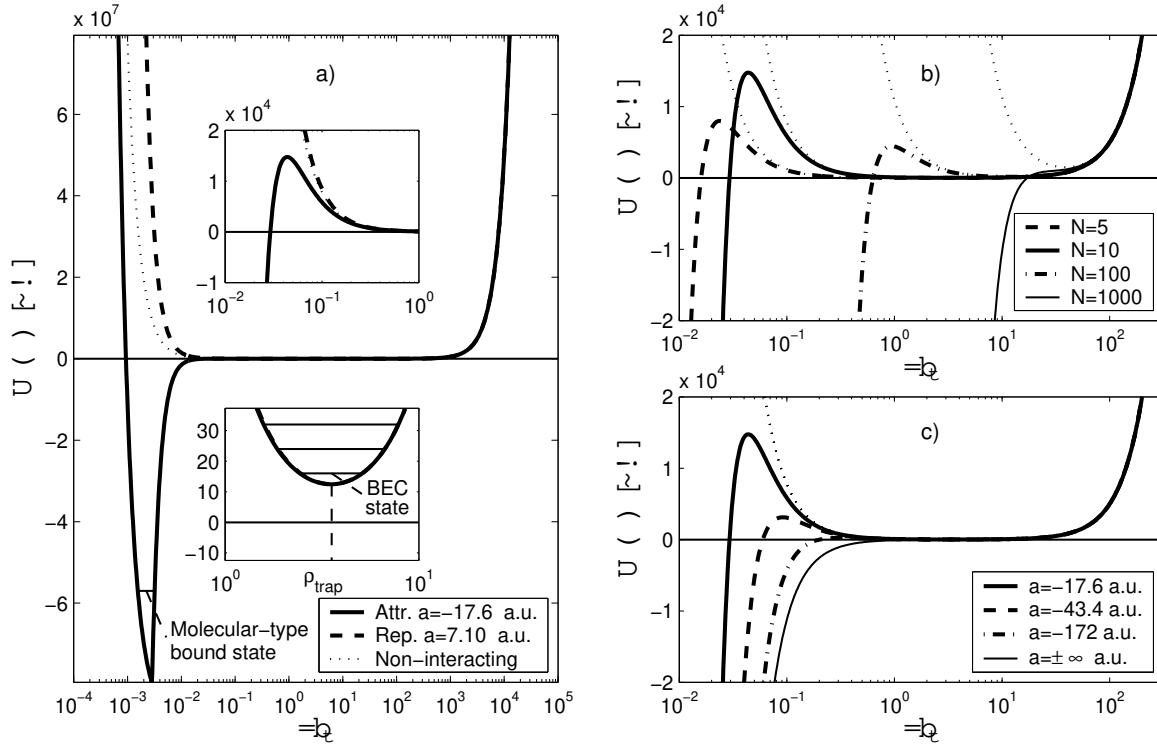 a)
x 10^7
6
4
2
0
−2
−4
−6
U ( ) [~!]
10^−4 10^−3 10^−2 10^−1 10^0 10^1 10^2 10^3 10^4 10^5
x 10^4
2
1
0
−1
10^−2 10^−1 10^0
30
20
10
0
−10
10^0 ρ_trap 10^1
BEC
state
Molecular−type
bound state
Attr. a=−17.6 a.u.
Rep. a=7.10 a.u.
Non−interacting
b)
x 10^4
2
1
0
−1
−2
U ( ) [~!]
10^−2 10^−1 10^0 10^1 10^2
N=5
N=10
N=100
N=1000
c)
x 10^4
2
1
0
−1
−2
U ( ) [~!]
10^−2 10^−1 10^0 10^1 10^2
a=−17.6 a.u.
a=−43.4 a.u.
a=−172 a.u.
a=± ∞ a.u.